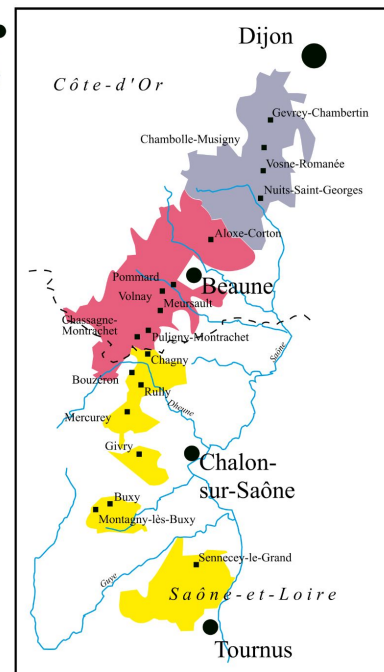 Dijon
Côte-d'Or
Gevrey-Chambertin
Chambolle-Musigny
Vosne-Romanée
Nuits-Saint-Georges
Aloxe-Corton
Pommard
Beaune
Volnay
Meursault
Chassagne-
Montrachet
Puligny-Montrachet
Saône
Chagny
Bouzeron
Rully
Dheune
Mercurey
Givry
Chalon-
sur-Saône
Buxy
Montagny-lès-Buxy
Sennecey-le-Grand
Guye
Saône-et-Loire
Tournus